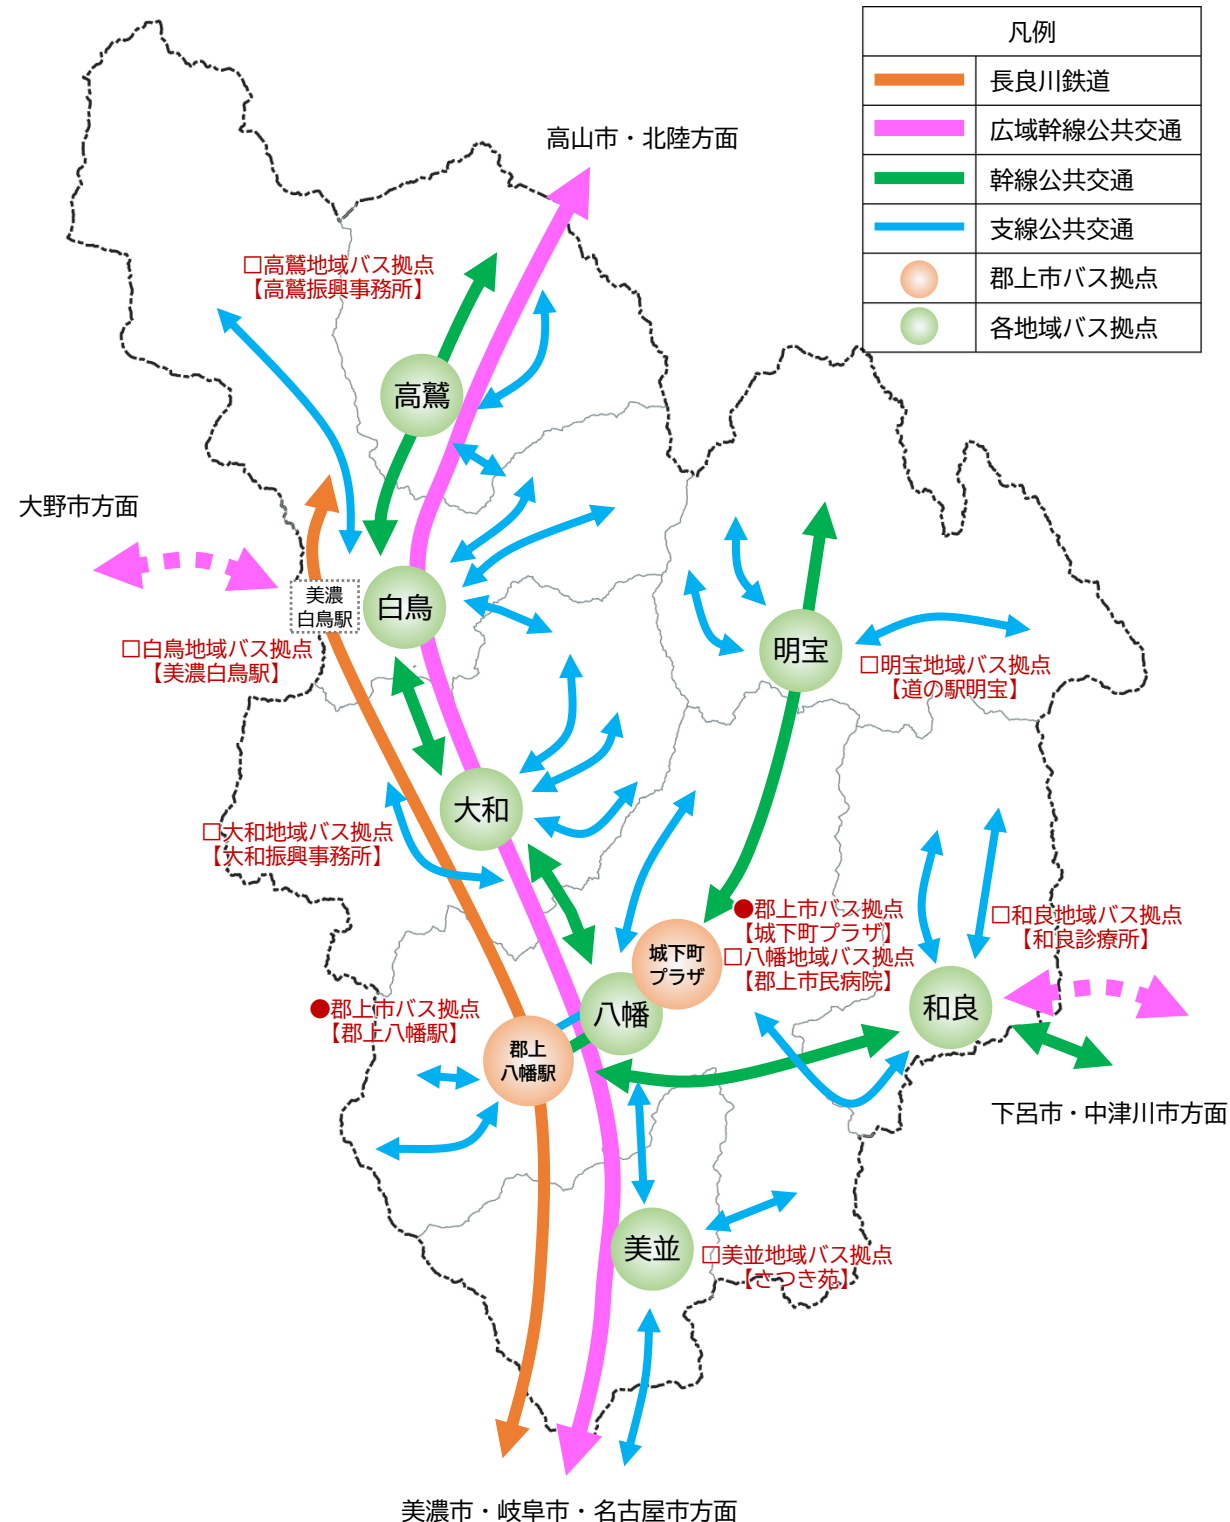 凡例
長良川鉄道
広域幹線公共交通
幹線公共交通
支線公共交通
郡上市バス拠点
各地域バス拠点
高山市・北陸方面
□高鷲地域バス拠点
【高鷲振興事務所】
高鷲
大野市方面
美濃
白鳥駅
白鳥
□白鳥地域バス拠点
【美濃白鳥駅】
明宝
□明宝地域バス拠点
【道の駅明宝】
大和
□大和地域バス拠点
【大和振興事務所】
●郡上市バス拠点
【城下町プラザ】
□八幡地域バス拠点
【郡上市民病院】
城下町
プラザ
□和良地域バス拠点
【和良診療所】
和良
八幡
●郡上市バス拠点
【郡上八幡駅】
郡上
八幡駅
下呂市・中津川市方面
美並
□美並地域バス拠点
【さつき苑】
美濃市・岐阜市・名古屋市方面